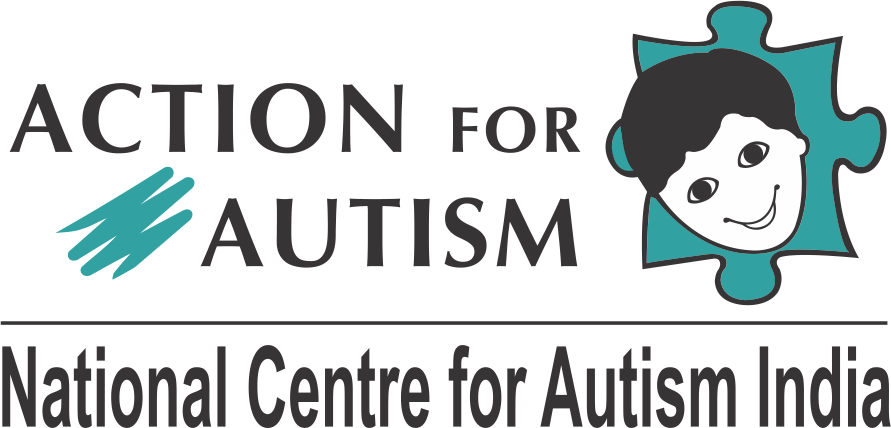 ACTION FOR
AUTISM
National Centre for Autism India